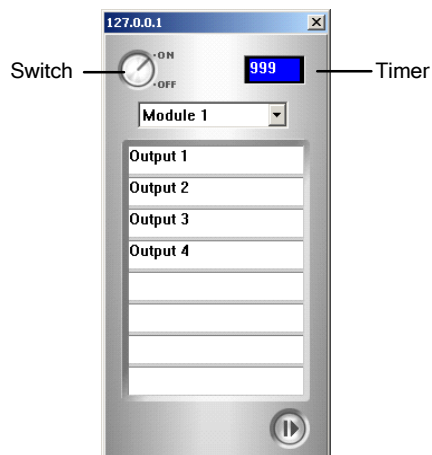 127.0.0.1
ON
Switch
999
Timer
OFF
Module 1
Output 1
Output 2
Output 3
Output 4